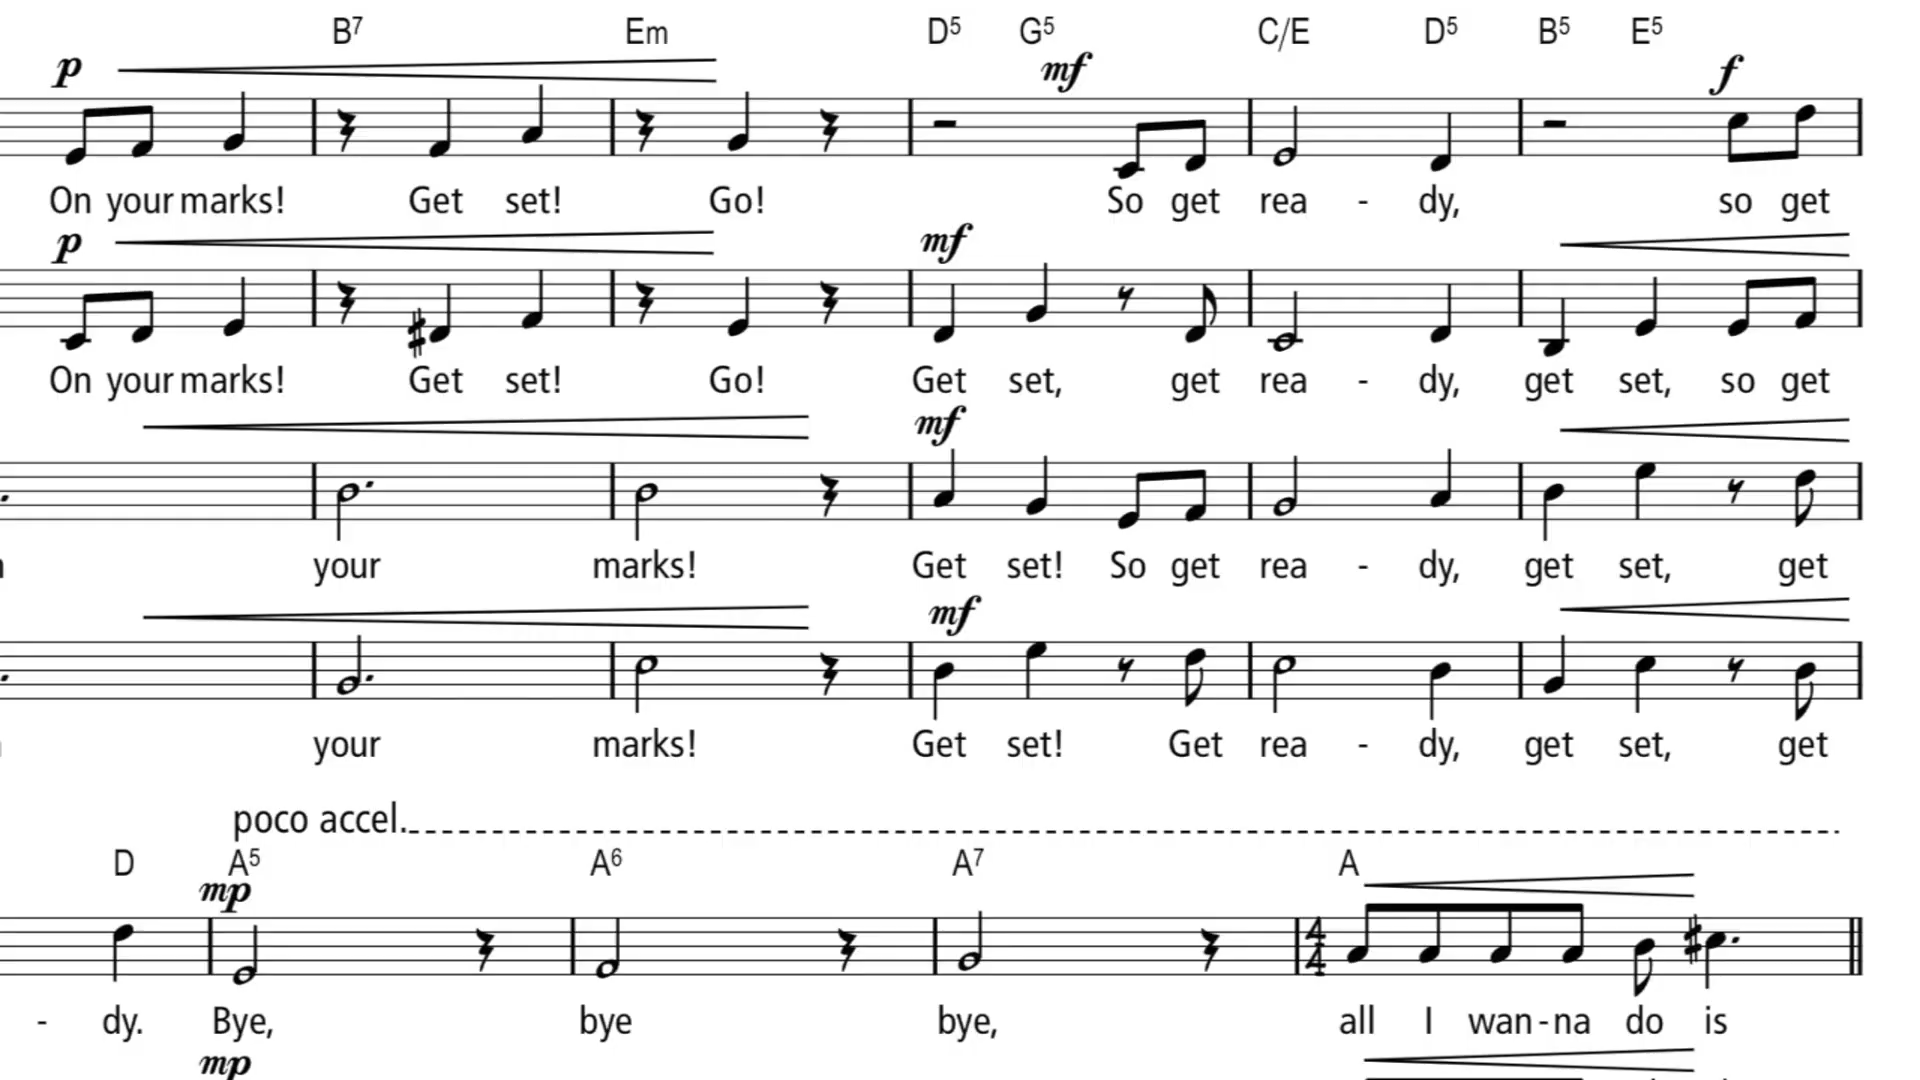 B7 Em D5 G5 C/E D5 B5 E5
p mf f
On your marks! Get set! Go! So get rea - dy, so get
p mf
On your marks! Get set! Go! Get set, get rea - dy, get set, so get
mf
your marks! Get set! So get rea - dy, get set, get
mf
your marks! Get set! Get rea - dy, get set, get
poco accel.
D A5 A6 A7 A
mp
4
4
- dy. Bye, bye bye, all I wan-na do is
mp